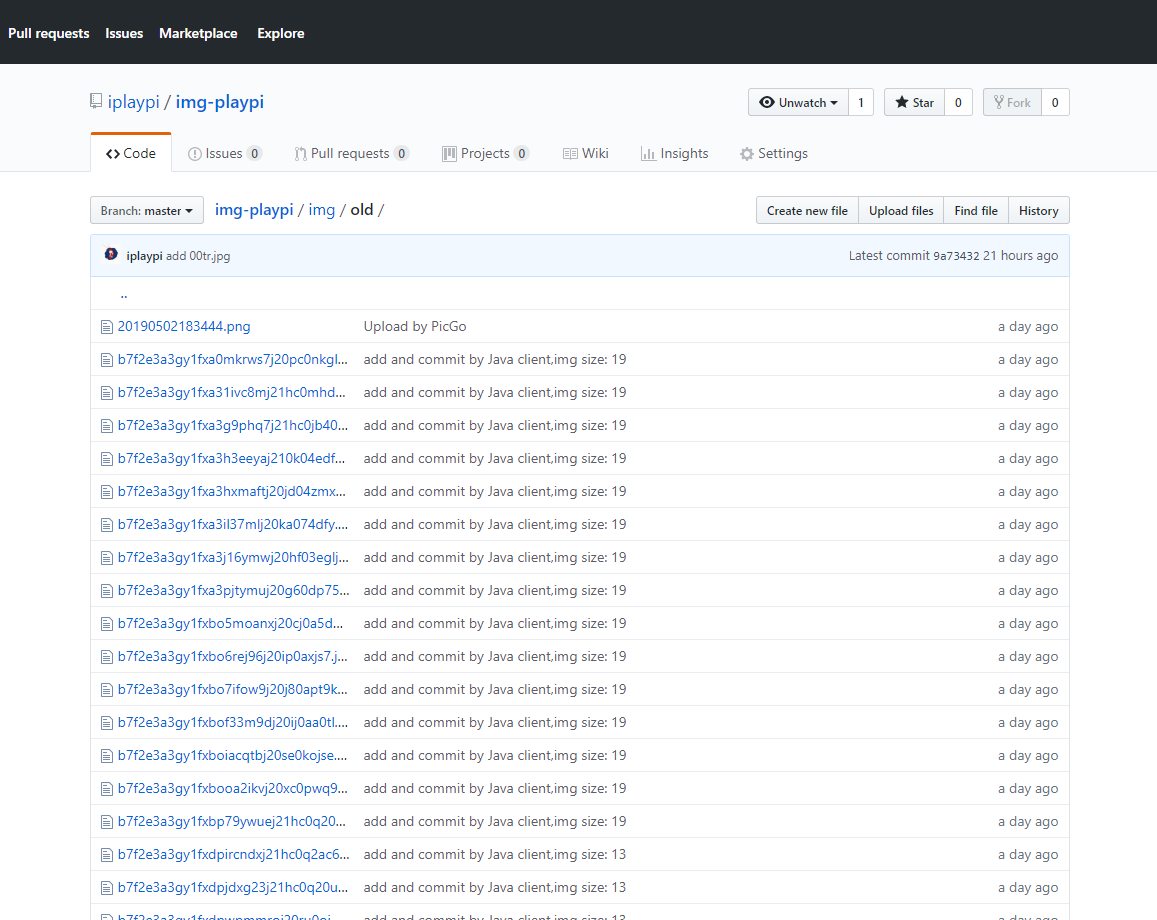 Pull requests Issues Marketplace Explore
iplaypi / img-playpi Unwatch 1 Star 0 Fork 0
Code Issues 0 Pull requests 0 Projects 0 Wiki Insights Settings
Branch: master img-playpi / img / old / Create new file Upload files Find file History
iplaypi add 00tr.jpg Latest commit 9a73432 21 hours ago
..
20190502183444.png Upload by PicGo a day ago
b7f2e3a3gy1fxa0mkrws7j20pc0nkgl... add and commit by Java client,img size: 19 a day ago
b7f2e3a3gy1fxa31ivc8mj21hc0mhd... add and commit by Java client,img size: 19 a day ago
b7f2e3a3gy1fxa3g9phq7j21hc0jb40... add and commit by Java client,img size: 19 a day ago
b7f2e3a3gy1fxa3h3eeyaj210k04edf... add and commit by Java client,img size: 19 a day ago
b7f2e3a3gy1fxa3hxmaftj20jd04zmx... add and commit by Java client,img size: 19 a day ago
b7f2e3a3gy1fxa3il37mlj20ka074dfy.... add and commit by Java client,img size: 19 a day ago
b7f2e3a3gy1fxa3j16ymwj20hf03eglj... add and commit by Java client,img size: 19 a day ago
b7f2e3a3gy1fxa3pjtymuj20g60dp75... add and commit by Java client,img size: 19 a day ago
b7f2e3a3gy1fxbo5moanxj20cj0a5d... add and commit by Java client,img size: 19 a day ago
b7f2e3a3gy1fxbo6rej96j20ip0axjs7.j... add and commit by Java client,img size: 19 a day ago
b7f2e3a3gy1fxbo7ifow9j20j80apt9k... add and commit by Java client,img size: 19 a day ago
b7f2e3a3gy1fxbof33m9dj20ij0aa0tl.... add and commit by Java client,img size: 19 a day ago
b7f2e3a3gy1fxboiacqtbj20se0kojse.... add and commit by Java client,img size: 19 a day ago
b7f2e3a3gy1fxbooa2ikvj20xc0pwq9... add and commit by Java client,img size: 19 a day ago
b7f2e3a3gy1fxbp79ywuej21hc0q20... add and commit by Java client,img size: 19 a day ago
b7f2e3a3gy1fxdpircndxj21hc0q2ac6... add and commit by Java client,img size: 13 a day ago
b7f2e3a3gy1fxdpjdxg23j21hc0q20u... add and commit by Java client,img size: 13 a day ago
add and commit by Java client,img size: 13 a day ago